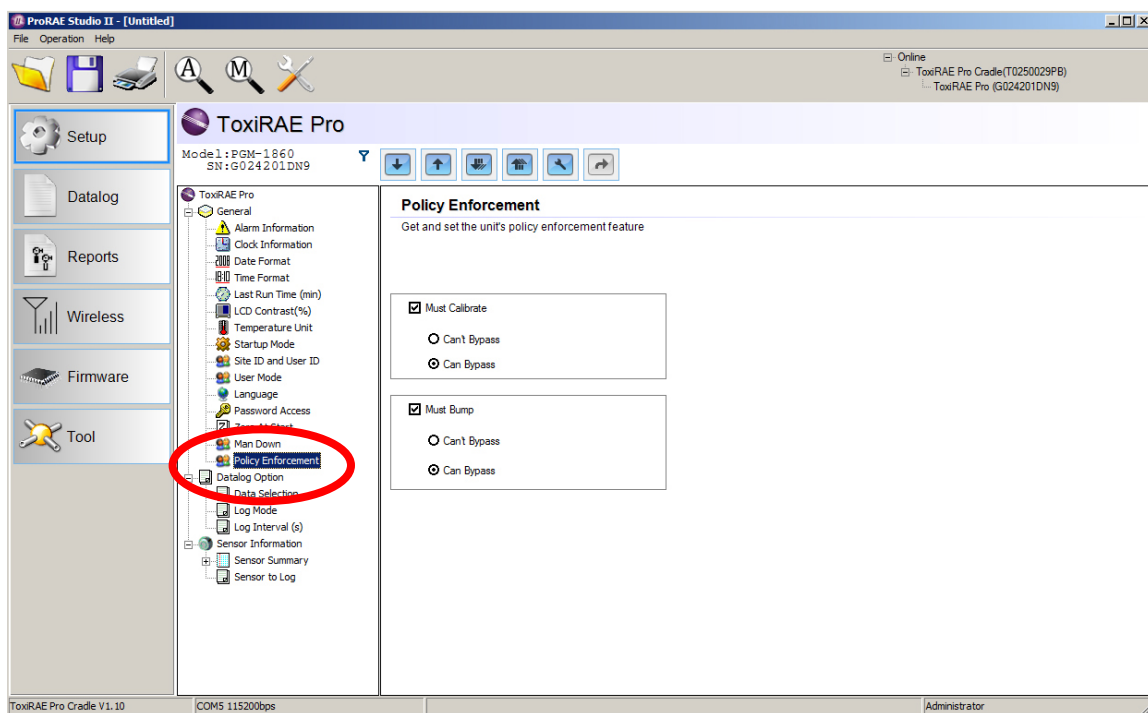 ProRAE Studio II - [Untitled]
File Operation Help
A
M
Online
ToxiRAE Pro Cradle(T0250029PB)
ToxiRAE Pro (G024201DN9)
Setup
Datalog
Reports
Wireless
Firmware
Tool
ToxiRAE Pro
Model:PGM-1860
SN:G024201DN9
ToxiRAE Pro
General
Alarm Information
Clock Information
Date Format
Time Format
Last Run Time (min)
LCD Contrast(%)
Temperature Unit
Startup Mode
Site ID and User ID
User Mode
Language
Password Access
Zero At Start
Man Down
Policy Enforcement
Datalog Option
Data Selection
Log Mode
Log Interval (s)
Sensor Information
Sensor Summary
Sensor to Log
Policy Enforcement
Get and set the unit's policy enforcement feature
Must Calibrate
Can't Bypass
Can Bypass
Must Bump
Can't Bypass
Can Bypass
ToxiRAE Pro Cradle V1.10
COM5 115200bps
Administrator